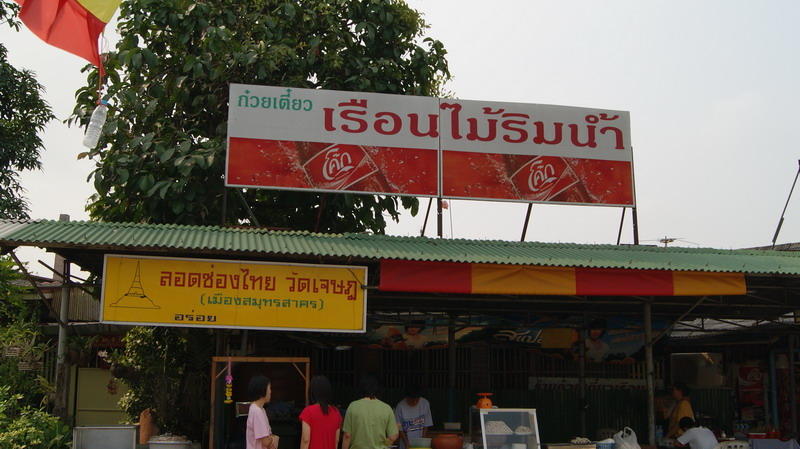 ก๋วยเตี๋ยว เรือนไม้ริมน้ำ
โค้ก
โค้ก
ลอดช่องไทย วัดเจษฎ์
(เมืองสมุทรสาคร)
อร่อย